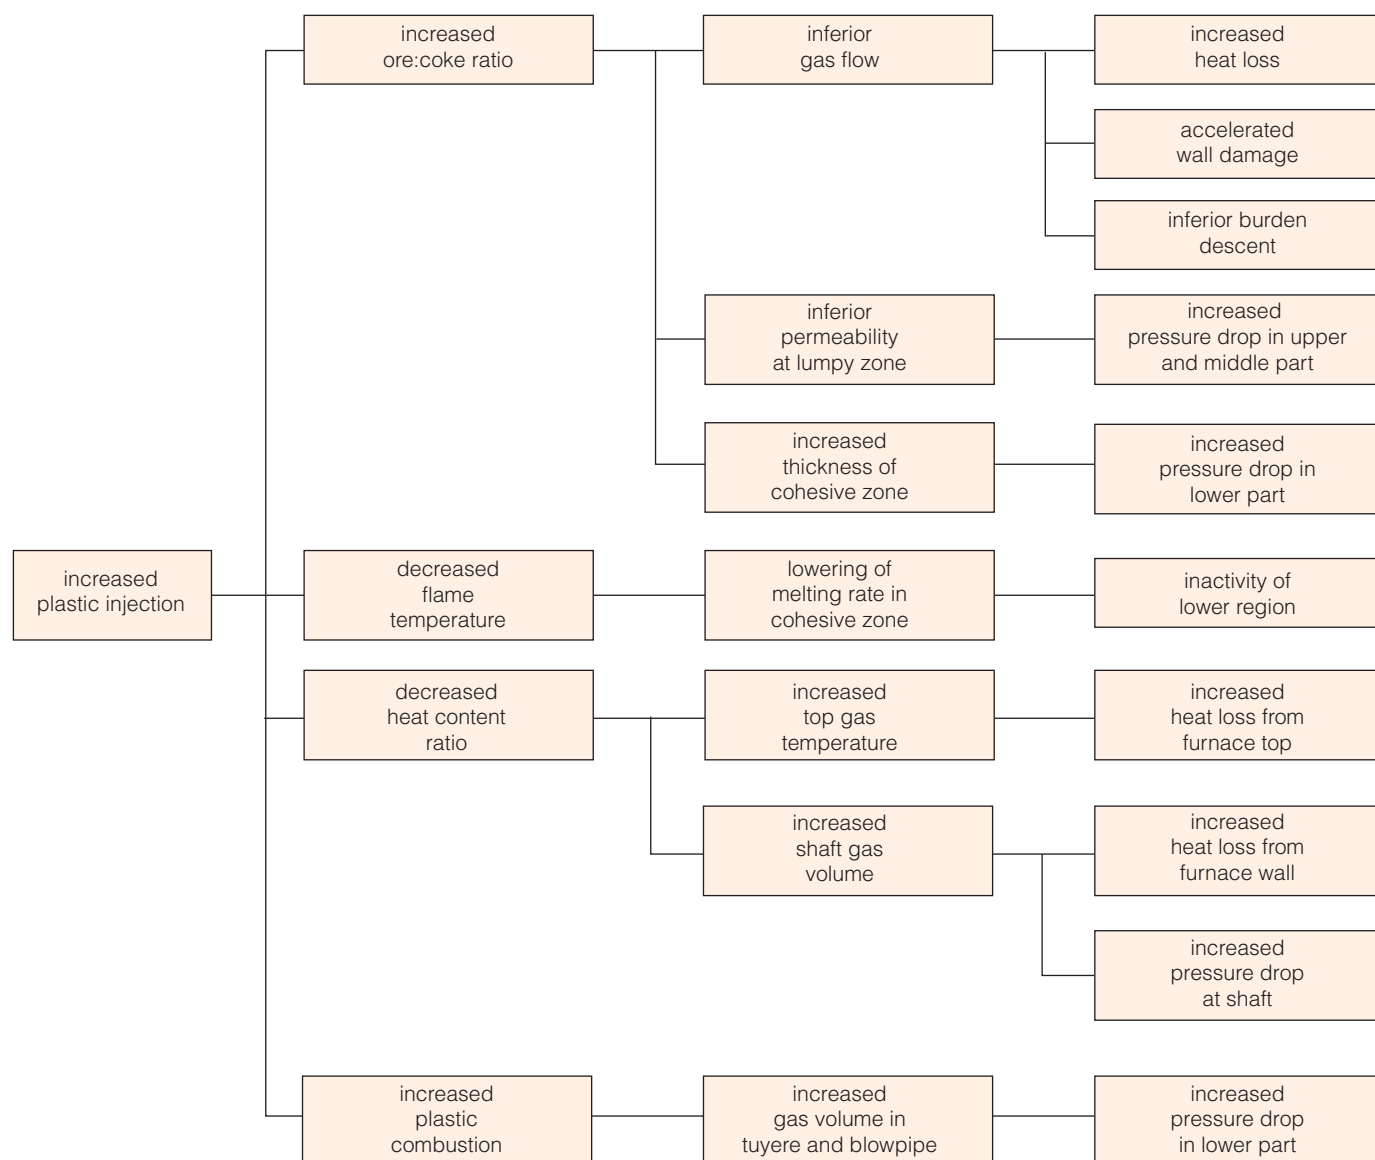 increased
ore:coke ratio
inferior
gas flow
increased
heat loss
accelerated
wall damage
inferior burden
descent
inferior
permeability
at lumpy zone
increased
pressure drop in upper
and middle part
increased
thickness of
cohesive zone
increased
pressure drop in
lower part
increased
plastic injection
decreased
flame
temperature
lowering of
melting rate in
cohesive zone
inactivity of
lower region
decreased
heat content
ratio
increased
top gas
temperature
increased
heat loss from
furnace top
increased
shaft gas
volume
increased
heat loss from
furnace wall
increased
pressure drop
at shaft
increased
plastic
combustion
increased
gas volume in
tuyere and blowpipe
increased
pressure drop
in lower part